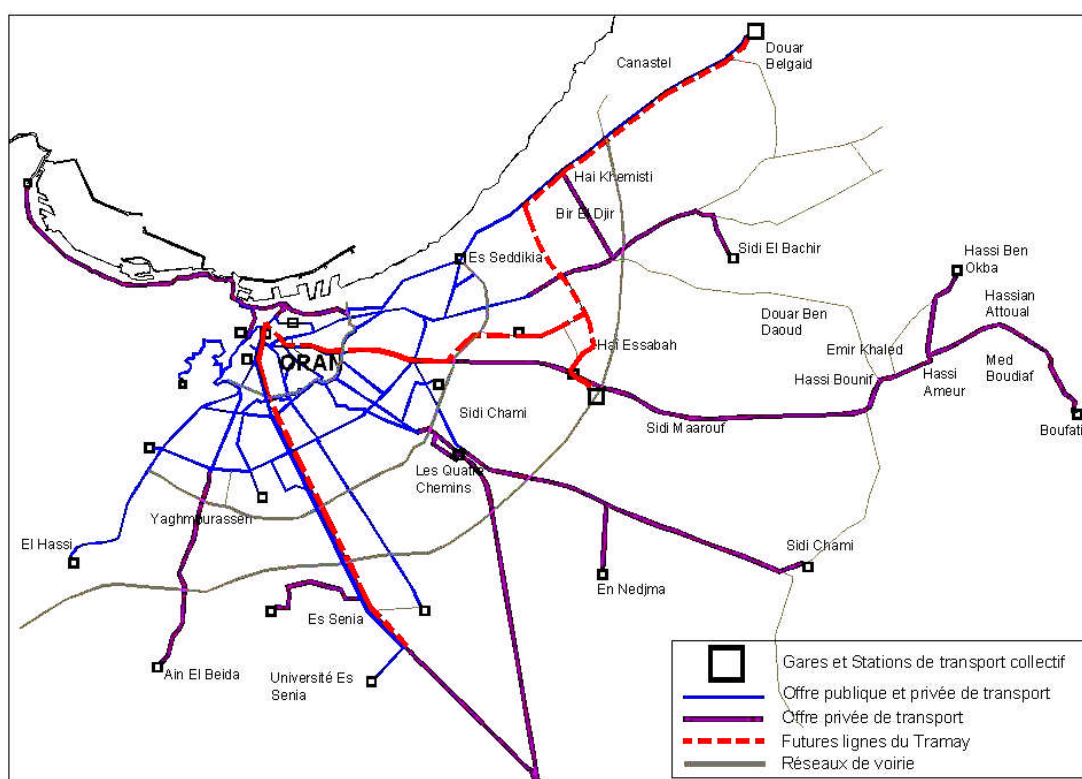 Canastel
Douar
Belgaid
Hai Khemisti
Bir El Djir
Es Seddikia
Sidi El Bachir
Hassi Ben
Okba
Hassian
Attoual
Douar Ben
Daoud
Hai Essabah
Emir Khaled
Med
Boudiaf
ORAN
Hassi Bounif
Hassi
Ameur
Sidi Chami
Sidi Maarouf
Boufati
Les Quatre
Chemins
Yaghmourassen
El Hassi
Sidi Chami
En Nedjma
Es Senia
Ain El Beida
Université Es
Senia
Gares et Stations de transport collectif
Offre publique et privée de transport
Offre privée de transport
Futures lignes du Tramay
Réseaux de voirie